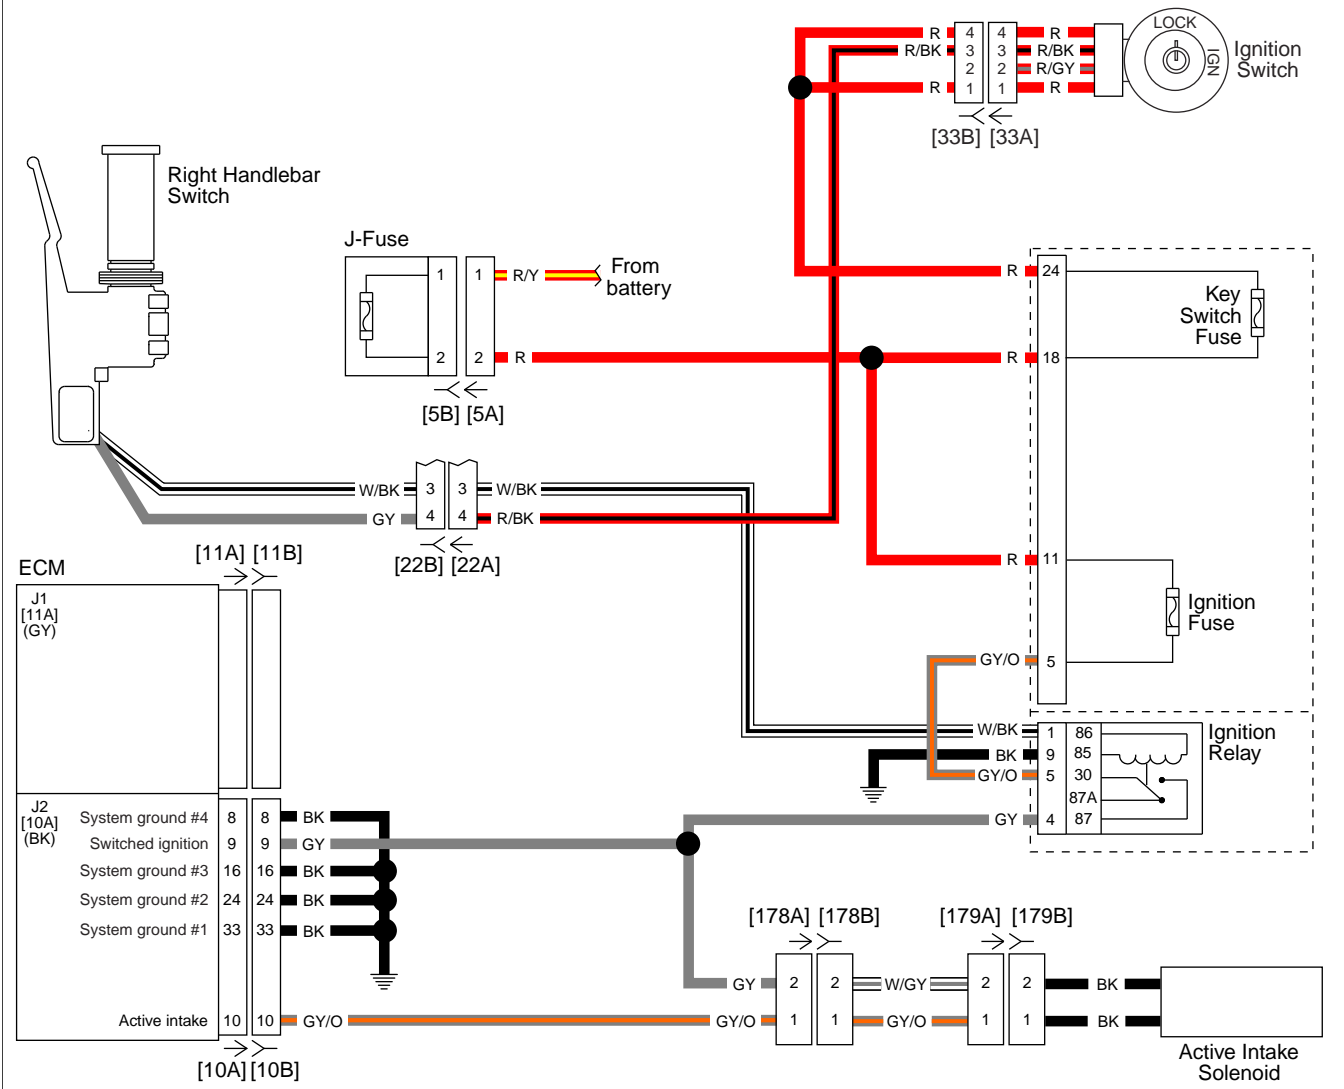 LOCK
IGN
Ignition
Switch
R 4 4 R
R/BK 3 3 R/BK
2 2 R/GY
R 1 1 R
[33B] [33A]
Right Handlebar
Switch
J-Fuse
1 1 R/Y
From
battery
2 2 R
[5B] [5A]
R 24
Key
Switch
Fuse
R 18
W/BK 3 3 W/BK
GY 4 4 R/BK
[22B] [22A]
R 11
Ignition
Fuse
GY/O 5
[11A] [11B]
ECM
J1
[11A]
(GY)
W/BK 1 86
BK 9 85
GY/O 5 30
87A
GY 4 87
Ignition
Relay
J2
[10A]
(BK)
System ground #4 8 8 BK
Switched ignition 9 9 GY
System ground #3 16 16 BK
System ground #2 24 24 BK
System ground #1 33 33 BK
[178A] [178B] [179A] [179B]
GY 2 2 W/GY 2 2 BK
Active intake 10 10 GY/O GY/O 1 1 GY/O 1 1 BK
[10A] [10B]
Active Intake
Solenoid